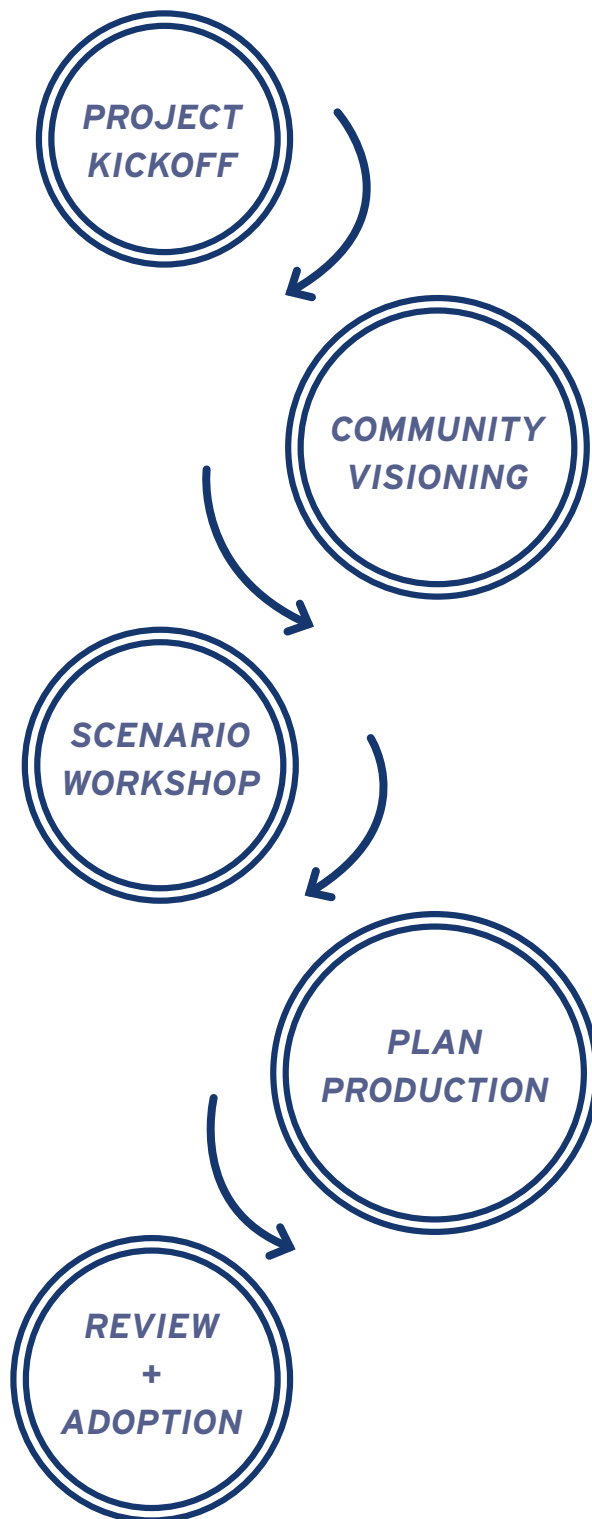 PROJECT
KICKOFF
COMMUNITY
VISIONING
SCENARIO
WORKSHOP
PLAN
PRODUCTION
REVIEW
+
ADOPTION